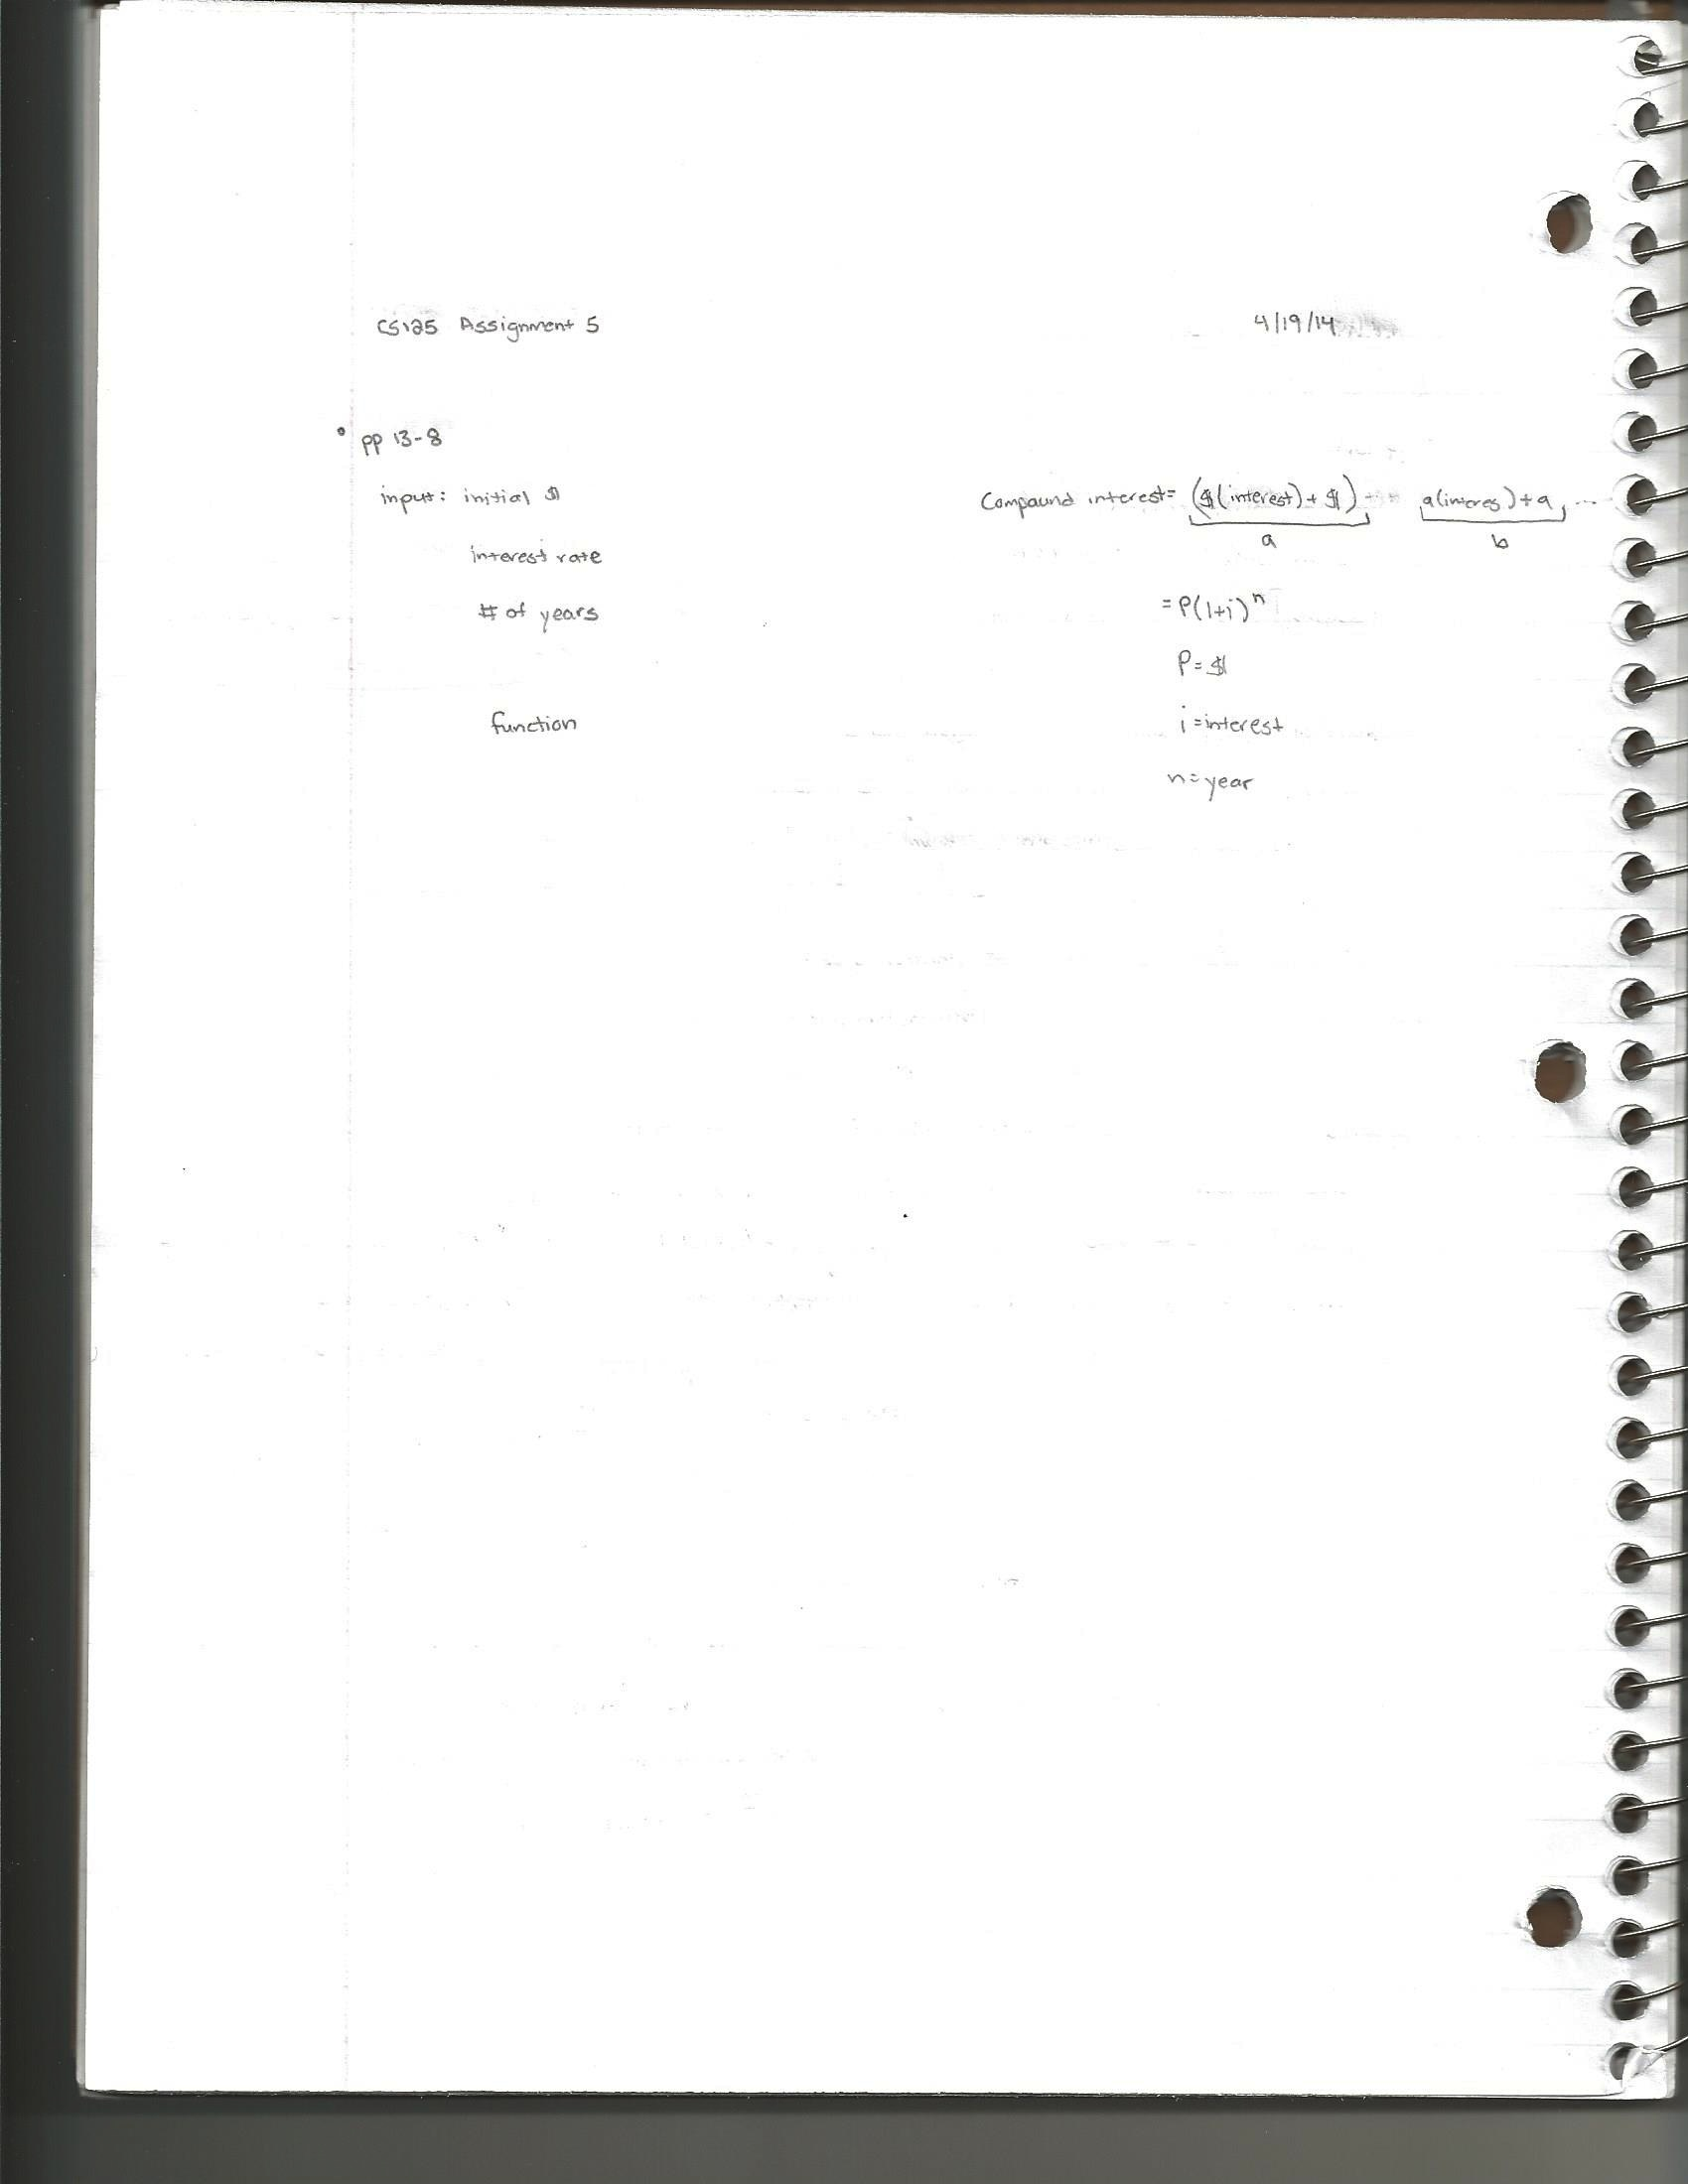 CS125 Assignment 5 4/19/14
• pp 13-8
input: initial $ Compound interest= ($(interest)+$) a(interes)+a, ...
a b
interest rate
# of years =P(1+i)^n
P=$
function i=interest
n=year